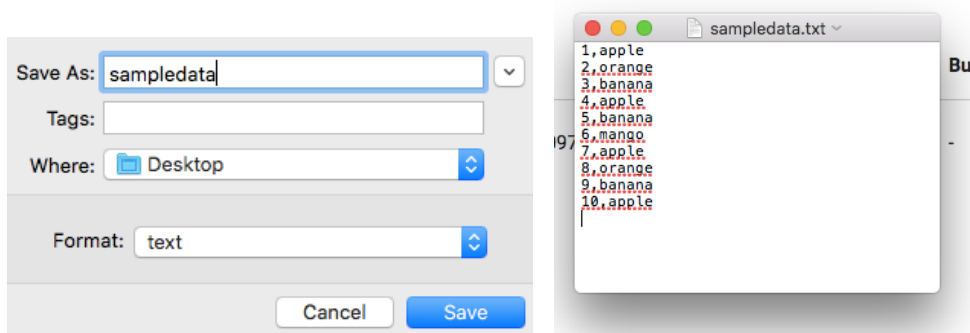 Save As: sampledata
Tags:
Where: Desktop
Format: text
Cancel Save
sampledata.txt
1,apple
2,orange
3,banana
4,apple
5,banana
6,mango
7,apple
8,orange
9,banana
10,apple
Bu
97
-